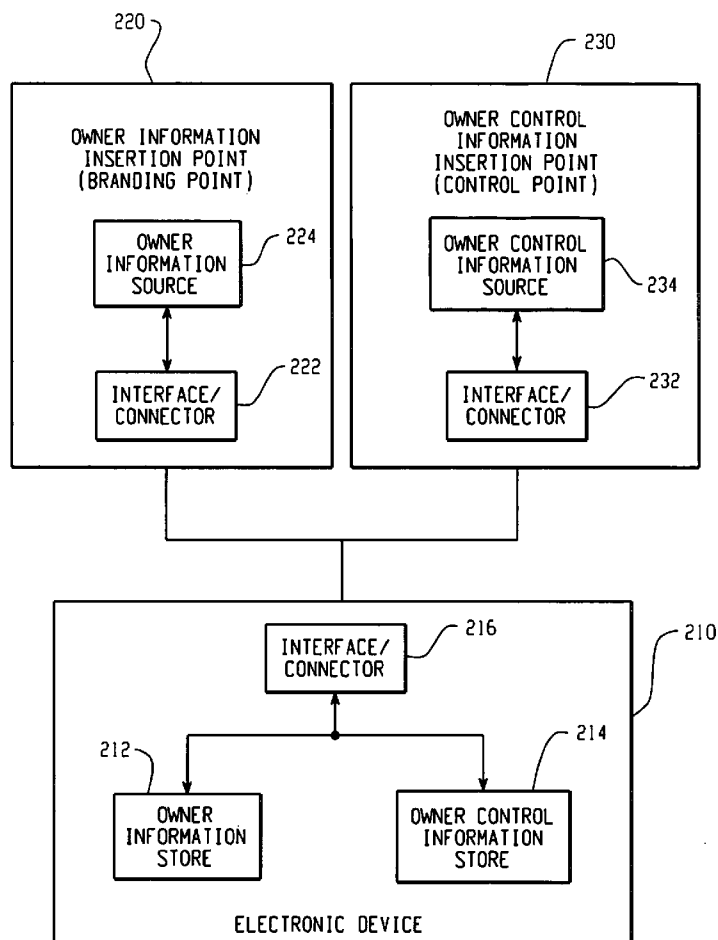 220
230
OWNER INFORMATION
INSERTION POINT
(BRANDING POINT)
OWNER CONTROL
INFORMATION
INSERTION POINT
(CONTROL POINT)
OWNER
INFORMATION
SOURCE
224
OWNER CONTROL
INFORMATION
SOURCE
234
INTERFACE/
CONNECTOR
222
INTERFACE/
CONNECTOR
232
INTERFACE/
CONNECTOR
216
210
212
214
OWNER
INFORMATION
STORE
OWNER CONTROL
INFORMATION
STORE
ELECTRONIC DEVICE